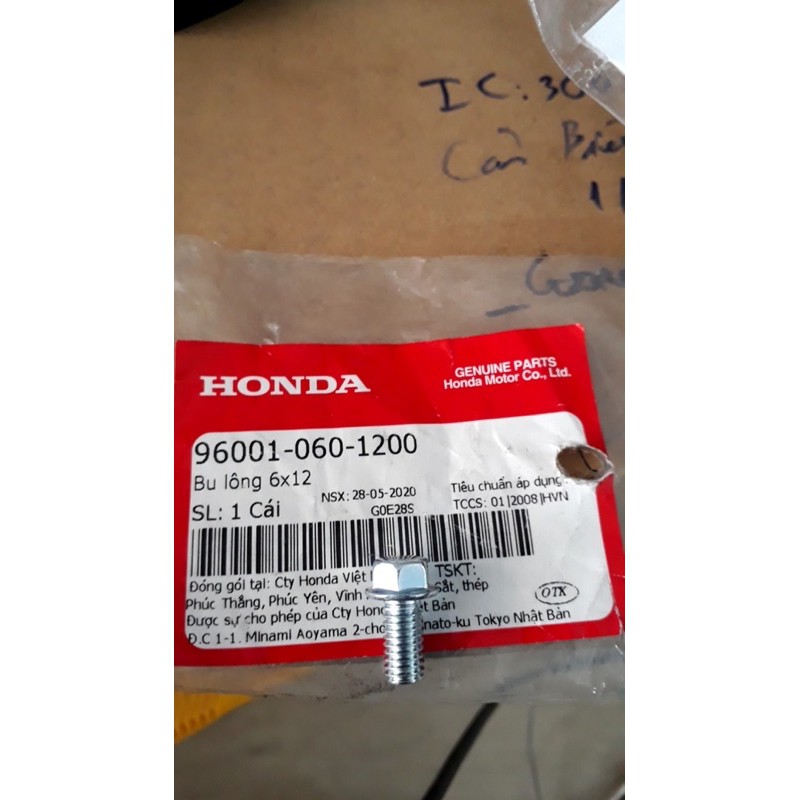 IC: 30
Cần
1
HONDA
GENUINE PARTS
Honda Motor Co., Ltd.
96001-060-1200
Bu lông 6x12
SL: 1 Cái
NSX: 28-05-2020
G0E28S
Tiêu chuẩn áp dụng:
TCCS: 01|2008|HVN
Đóng gói tại: Cty Honda Việt TSKT:
Phúc Thắng, Phúc Yên, Vĩnh Sắt, thép
Được sự cho phép của Cty Hond Bản
Đ.C 1-1. Minami Aoyama 2-cho nato-ku Tokyo Nhật Bản
OTK